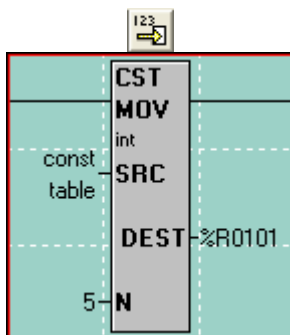 123
CST
MOV
int
const
table
SRC
DEST %R0101
5 N